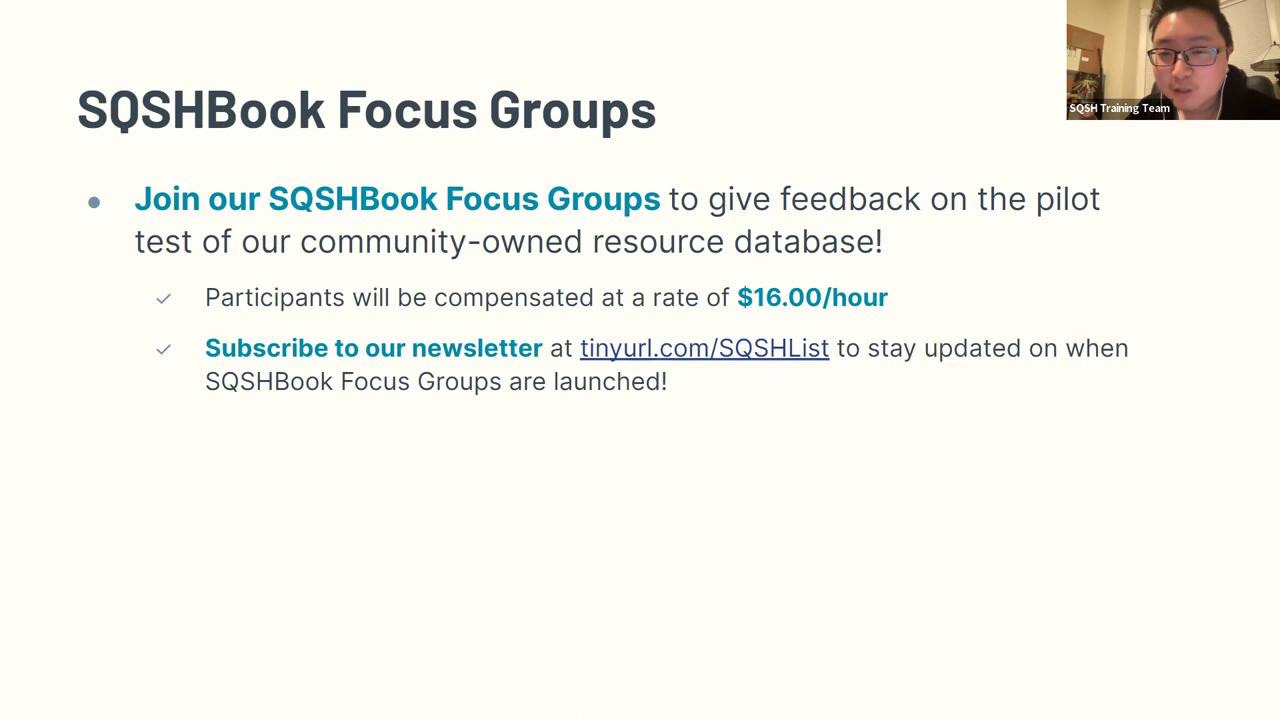 SQSHBook Focus Groups
SQSH Training Team
Join our SQSHBook Focus Groups to give feedback on the pilot
test of our community-owned resource database!
Participants will be compensated at a rate of $16.00/hour
Subscribe to our newsletter at tinyurl.com/SQSHList to stay updated on when
SQSHBook Focus Groups are launched!